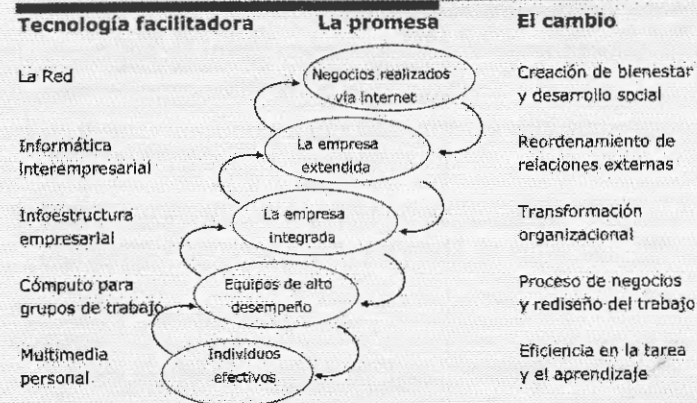 Tecnología facilitadora La promesa El cambio
La Red
Negocios realizados
vía Internet
Creación de bienestar
y desarrollo social
Informática
interempresarial
La empresa
extendida
Reordenamiento de
relaciones externas
Infoestructura
empresarial
La empresa
integrada
Transformación
organizacional
Cómputo para
grupos de trabajo
Equipos de alto
desempeño
Proceso de negocios
y rediseño del trabajo
Multimedia
personal
Individuos
efectivos
Eficiencia en la tarea
y el aprendizaje